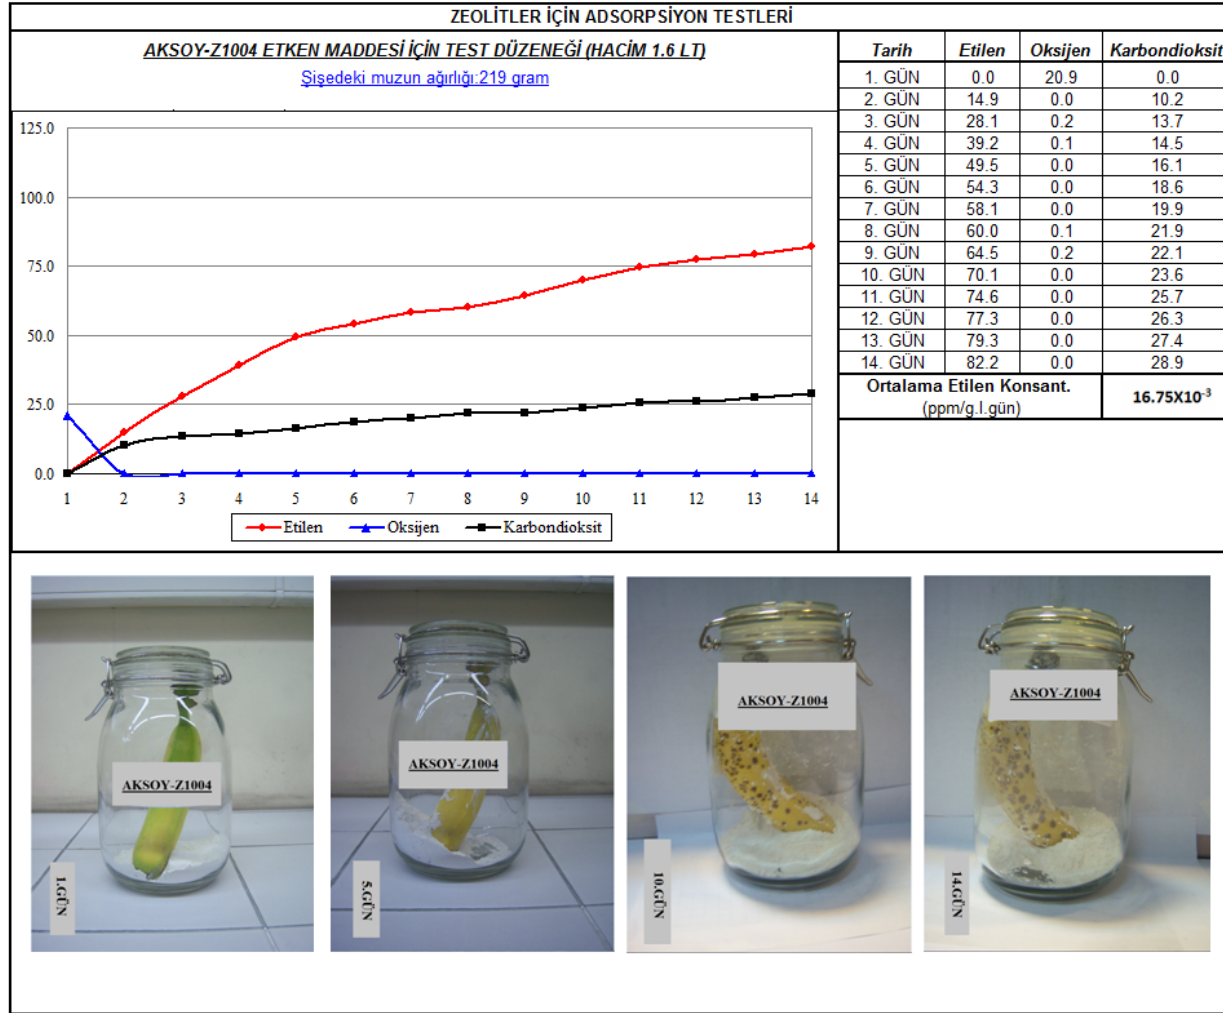 ZEOLİTLER İÇİN ADSORPSİYON TESTLERİ
AKSOY-Z1004 ETKEN MADDESİ İÇİN TEST DÜZENEĞİ (HACİM 1.6 LT)
Şişedeki muzun ağırlığı:219 gram
125.0
100.0
75.0
50.0
25.0
0.0
1 2 3 4 5 6 7 8 9 10 11 12 13 14
Etilen Oksijen Karbondioksit
Tarih Etilen Oksijen Karbondioksit
1. GÜN 0.0 20.9 0.0
2. GÜN 14.9 0.0 10.2
3. GÜN 28.1 0.2 13.7
4. GÜN 39.2 0.1 14.5
5. GÜN 49.5 0.0 16.1
6. GÜN 54.3 0.0 18.6
7. GÜN 58.1 0.0 19.9
8. GÜN 60.0 0.1 21.9
9. GÜN 64.5 0.2 22.1
10. GÜN 70.1 0.0 23.6
11. GÜN 74.6 0.0 25.7
12. GÜN 77.3 0.0 26.3
13. GÜN 79.3 0.0 27.4
14. GÜN 82.2 0.0 28.9
Ortalama Etilen Konsant.
(ppm/g.l.gün)
16.75X10⁻³
AKSOY-Z1004
1.GÜN
AKSOY-Z1004
5.GÜN
AKSOY-Z1004
10.GÜN
AKSOY-Z1004
14.GÜN